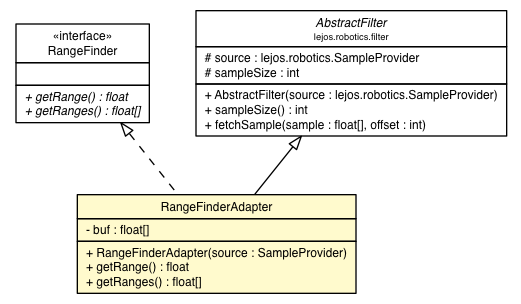 «interface»
RangeFinder
+ getRange() : float
+ getRanges() : float[]
AbstractFilter
lejos.robotics.filter
# source : lejos.robotics.SampleProvider
# sampleSize : int
+ AbstractFilter(source : lejos.robotics.SampleProvider)
+ sampleSize() : int
+ fetchSample(sample : float[], offset : int)
RangeFinderAdapter
- buf : float[]
+ RangeFinderAdapter(source : SampleProvider)
+ getRange() : float
+ getRanges() : float[]